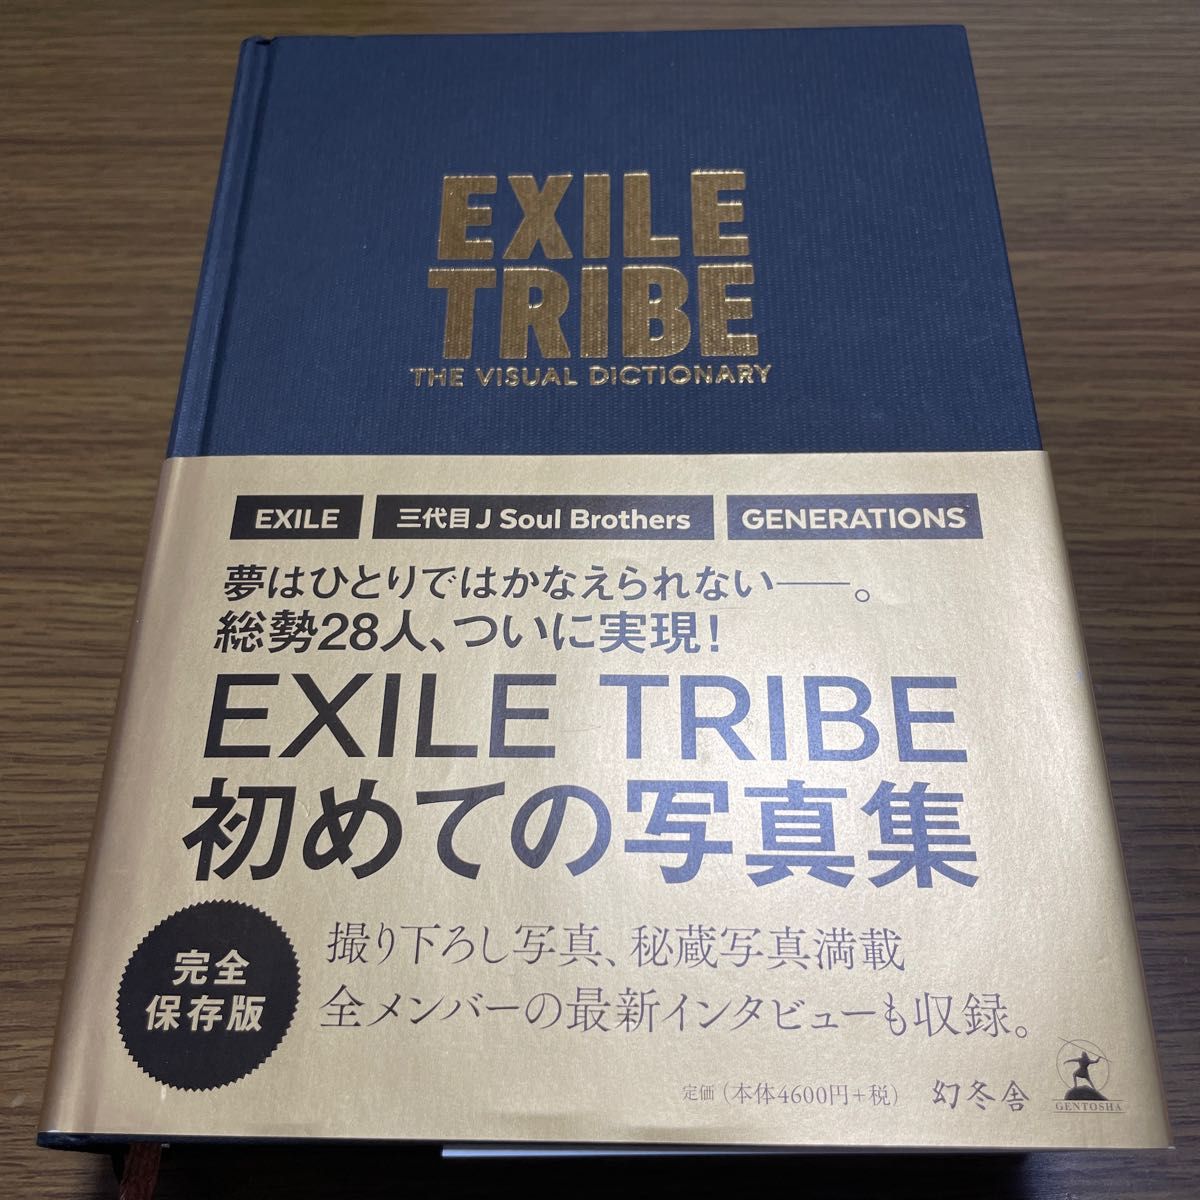 EXILE
TRIBE
THE VISUAL DICTIONARY
EXILE
三代目 J Soul Brothers
GENERATIONS
夢はひとりではかなえられない――。
総勢28人、ついに実現!
EXILE TRIBE
初めての写真集
完全
保存版
撮り下ろし写真、秘蔵写真満載
全メンバーの最新インタビューも収録。
定価（本体4600円+税）
幻冬舎
GENTOSHA